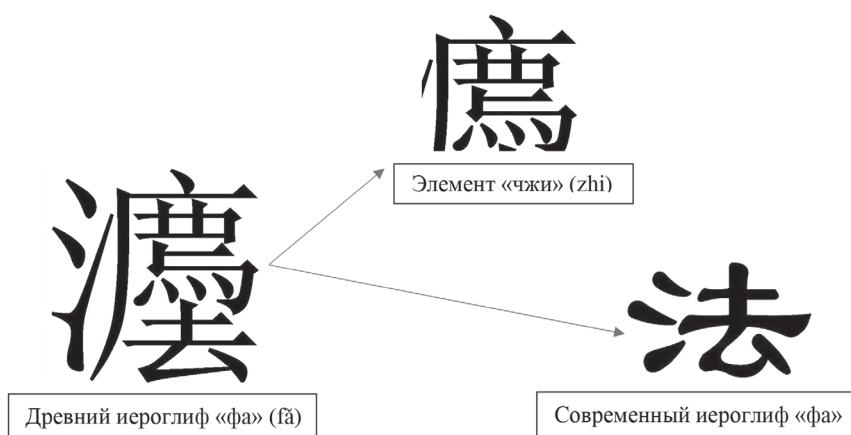 廌
Элемент «чжи» (zhi)
灋
Древний иероглиф «фа» (fǎ)
法
Современный иероглиф «фа»